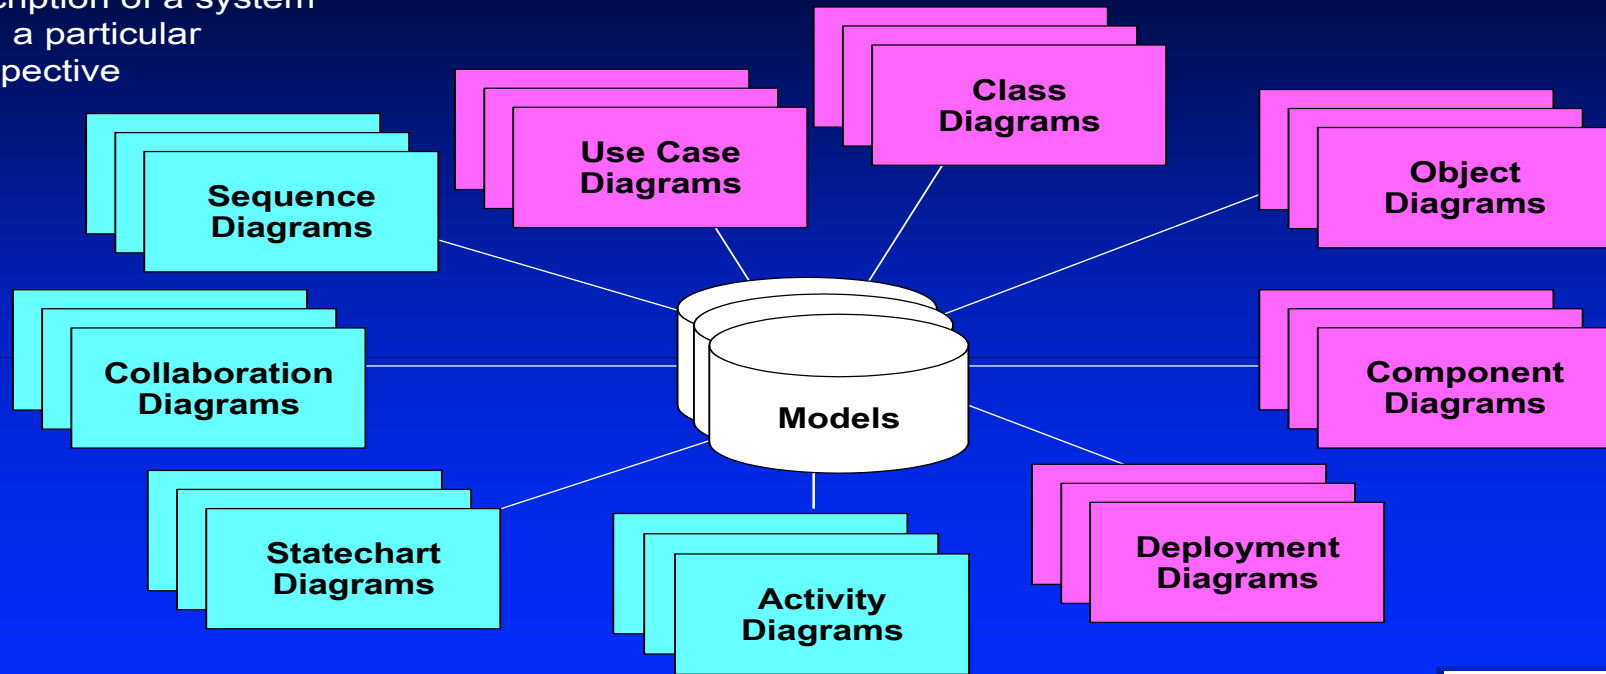 a particular
Class
Diagrams
Use Case
Diagrams
Object
Diagrams
Sequence
Diagrams
Collaboration
Diagrams
Component
Diagrams
Models
Statechart
Diagrams
Deployment
Diagrams
Activity
Diagrams